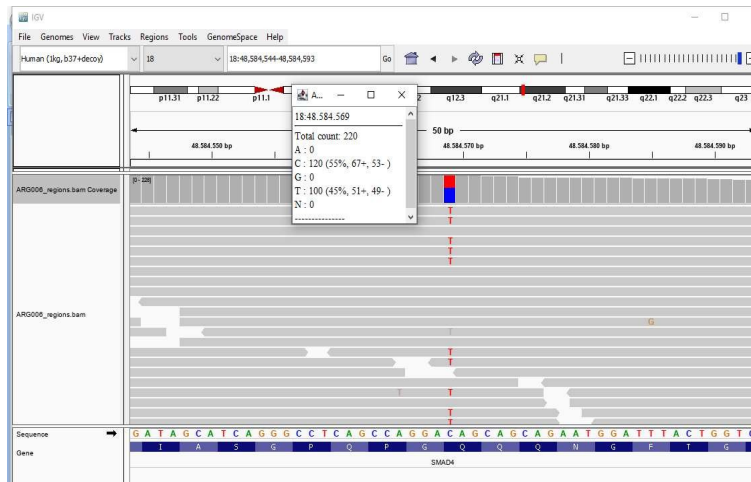 IGV
File Genomes View Tracks Regions Tools GenomeSpace Help
Human (1kg, b37+decoy) 18 18:48,584,544-48,584,593 Go
A...
p11.31 p11.22 p11.1 q12.3 q21.1 q21.2 q21.31 q21.33 q22.1 q22.2 q22.3 q23
18:48.584.569
Total count: 220
A : 0
C : 120 (55%, 67+, 53- )
G : 0
T : 100 (45%, 51+, 49- )
N : 0
---------------
50 bp
48.584.550 bp 48.584.570 bp 48.584.580 bp 48.584.590 bp
ARG006_regions.bam Coverage
[0 - 228]
T
T
T
T
T
ARG006_regions.bam
G
T
T
T
T T
T
T
Sequence G A T A G C A T C A G G G C C T C A G C C A G G A C A G C A G C A G A A T G G A T T T A C T G G T C
Gene
I A S G P Q P G Q Q Q N G F T G
SMAD4